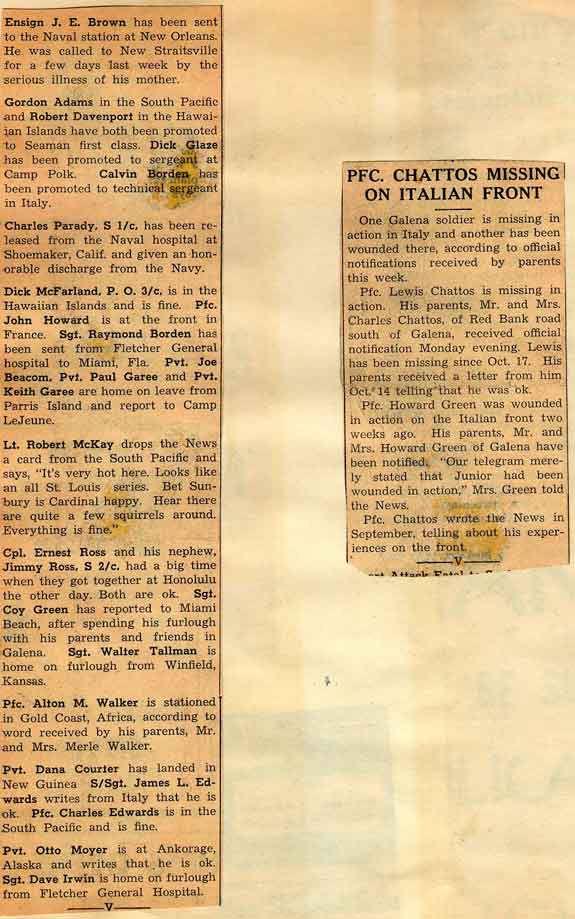 Ensign J. E. Brown has been sent
to the Naval station at New Orleans.
He was called to New Straitsville
for a few days last week by the
serious illness of his mother.
Gordon Adams in the South Pacific
and Robert Davenport in the Hawai-
ian Islands have both been promoted
to Seaman first class. Dick Glaze
has been promoted to sergeant at
Camp Polk. Calvin Borden has
been promoted to technical sergeant
in Italy.
Charles Parady, S 1/c, has been re-
leased from the Naval hospital at
Shoemaker, Calif. and given an hon-
orable discharge from the Navy.
Dick McFarland, P. O. 3/c, is in the
Hawaiian Islands and is fine. Pfc.
John Howard is at the front in
France. Sgt. Raymond Borden has
been sent from Fletcher General
hospital to Miami, Fla. Pvt. Joe
Beacom, Pvt. Paul Garee and Pvt.
Keith Garee are home on leave from
Parris Island and report to Camp
LeJeune.
Lt. Robert McKay drops the News
a card from the South Pacific and
says, "It's very hot here. Looks like
an all St. Louis series. Bet Sun-
bury is Cardinal happy. Hear there
are quite a few squirrels around.
Everything is fine."
Cpl. Ernest Ross and his nephew,
Jimmy Ross, S 2/c. had a big time
when they got together at Honolulu
the other day. Both are ok. Sgt.
Coy Green has reported to Miami
Beach, after spending his furlough
with his parents and friends in
Galena. Sgt. Walter Tallman is
home on furlough from Winfield,
Kansas.
Pfc. Alton M. Walker is stationed
in Gold Coast, Africa, according to
word received by his parents, Mr.
and Mrs. Merle Walker.
Pvt. Dana Courter has landed in
New Guinea S/Sgt. James L. Ed-
wards writes from Italy that he is
ok. Pfc. Charles Edwards is in the
South Pacific and is fine.
Pvt. Otto Moyer is at Ankorage,
Alaska and writes that he is ok.
Sgt. Dave Irwin is home on furlough
from Fletcher General Hospital.
V
PFC. CHATTOS MISSING
ON ITALIAN FRONT
One Galena soldier is missing in
action in Italy and another has been
wounded there, according to official
notifications received by parents
this week.
Pfc. Lewis Chattos is missing in
action. His parents, Mr. and Mrs.
Charles Chattos, of Red Bank road
south of Galena, received official
notification Monday evening. Lewis
has been missing since Oct. 17. His
parents received a letter from him
Oct. 14 telling that he was ok.
Pfc. Howard Green was wounded
in action on the Italian front two
weeks ago. His parents, Mr. and
Mrs. Howard Green of Galena have
been notified. "Our telegram mere-
ly stated that Junior had been
wounded in action," Mrs. Green told
the News.
Pfc. Chattos wrote the News in
September, telling about his exper-
iences on the front.
V
Attack Fatal to